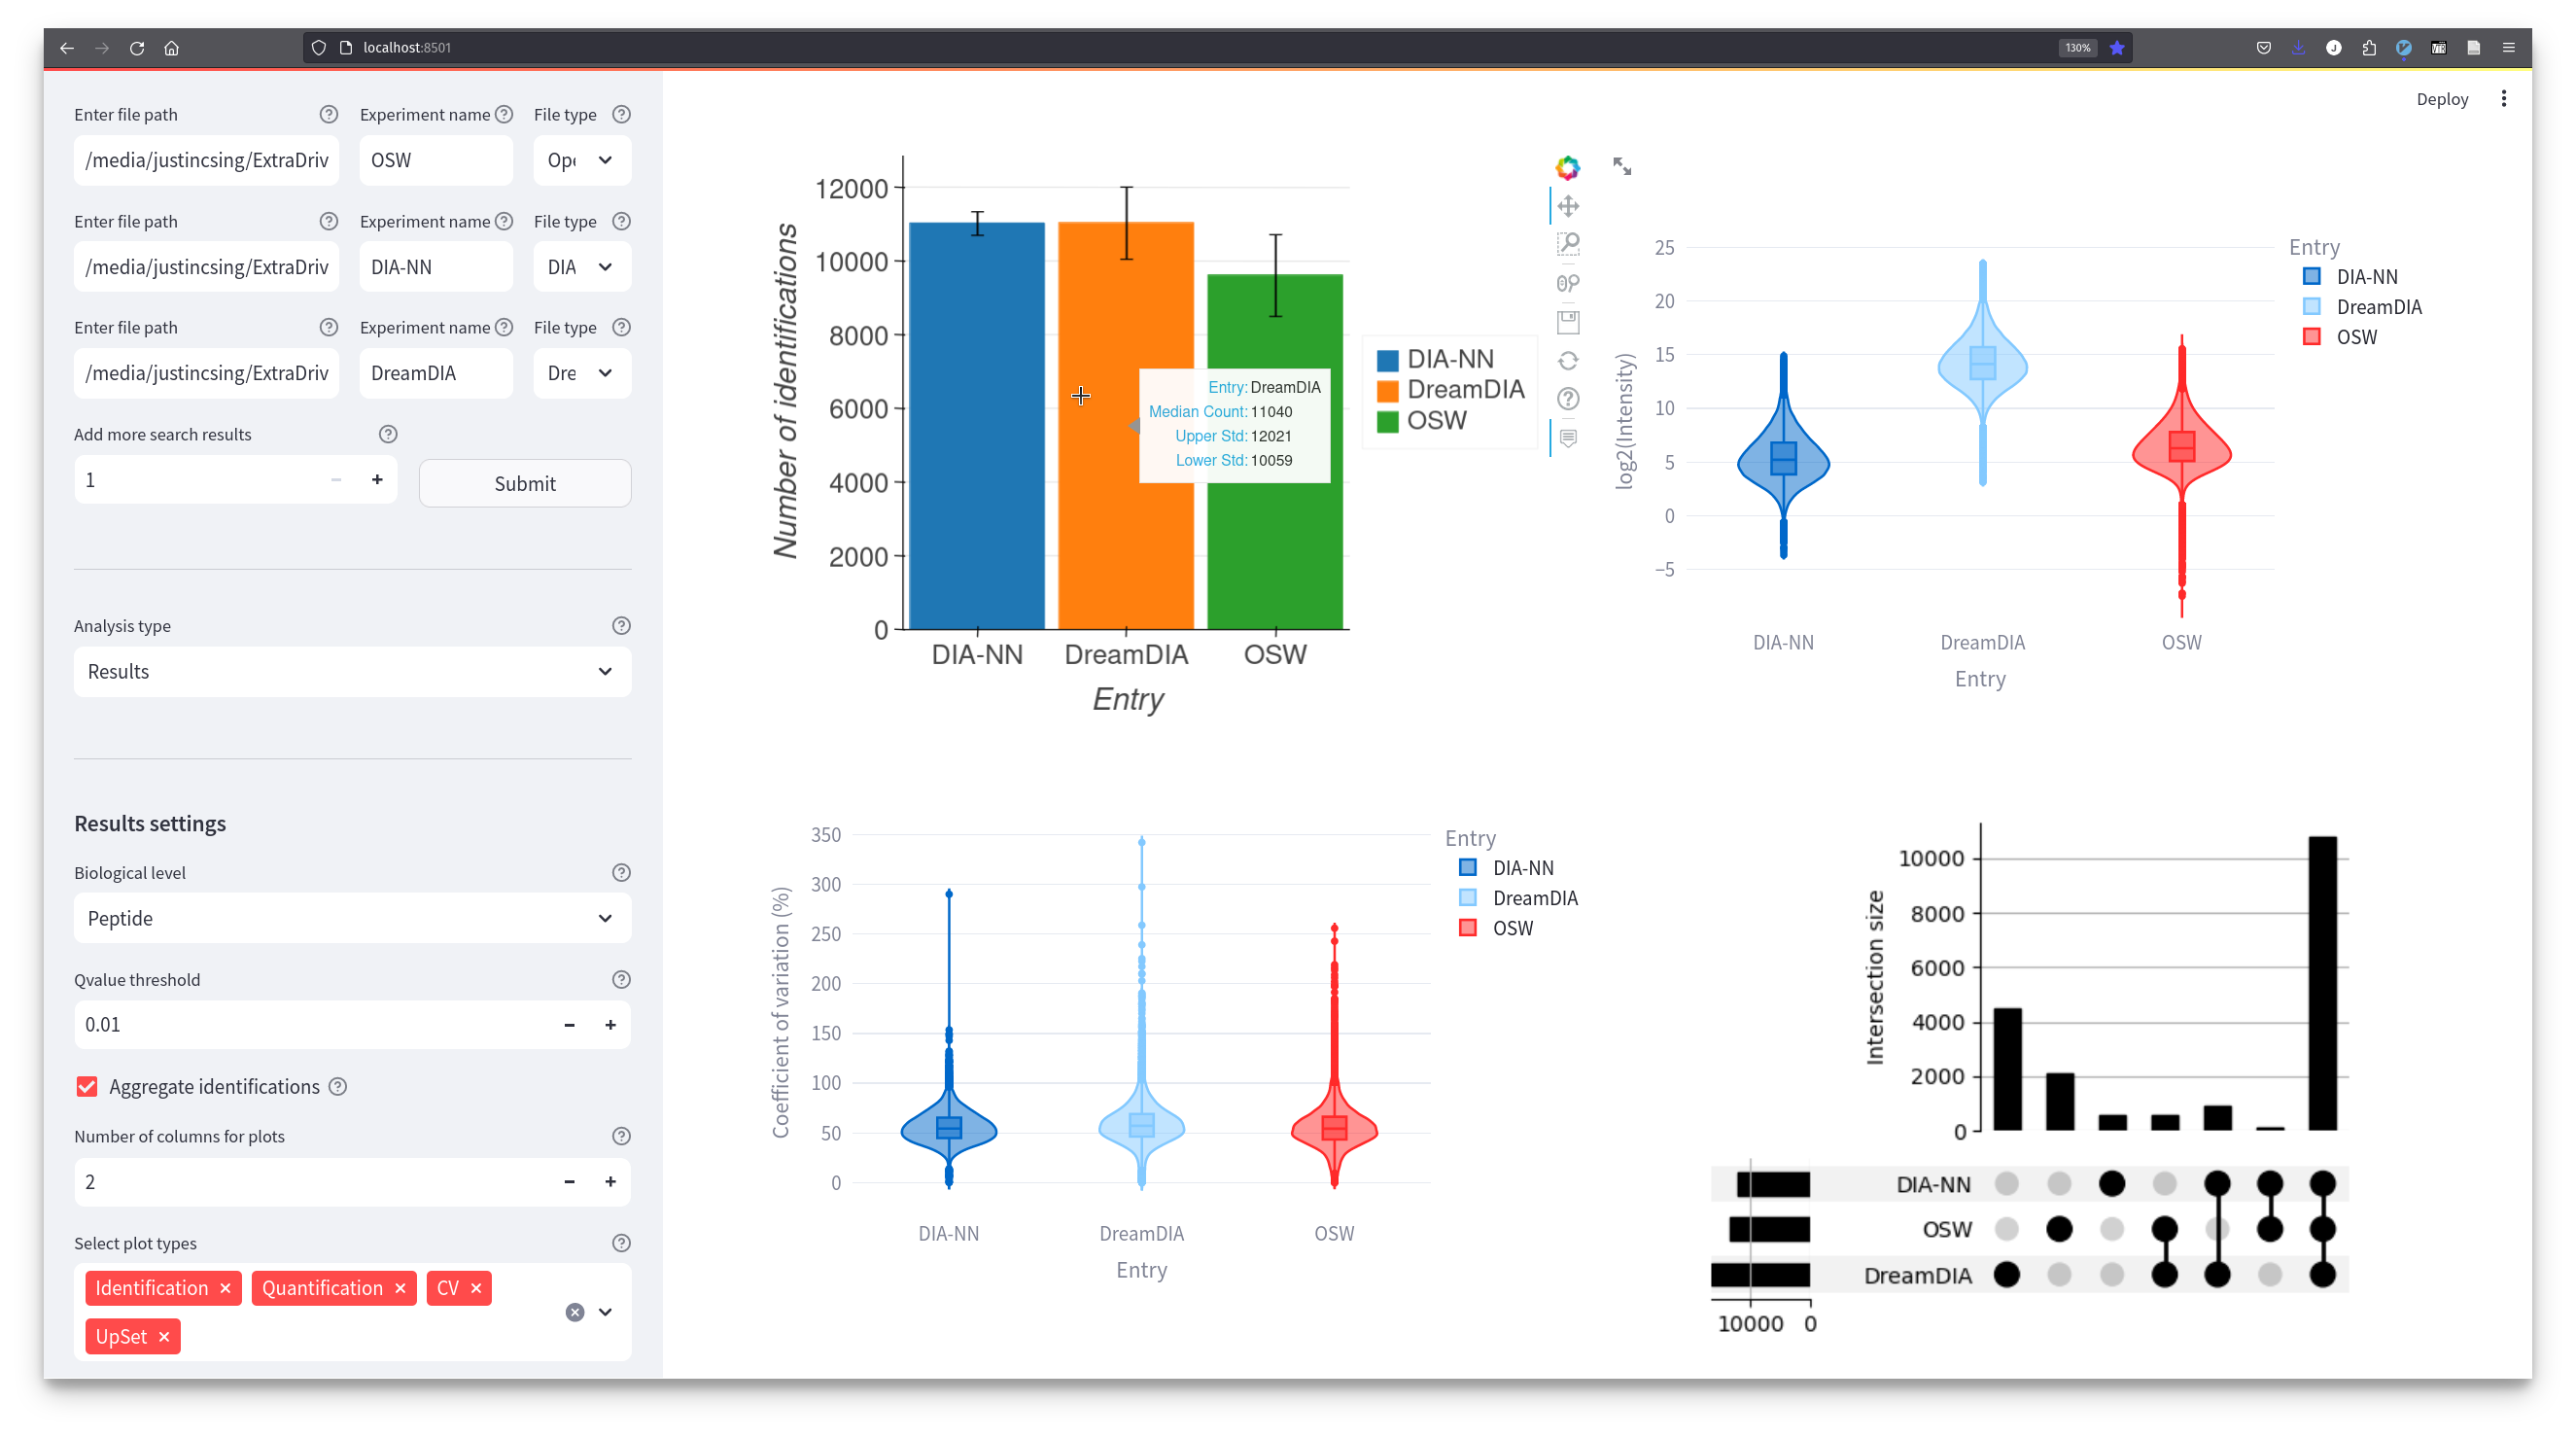 localhost:8501
130%
Enter file path
Experiment name
File type
/media/justincsing/ExtraDriv
OSW
Ope
Enter file path
Experiment name
File type
/media/justincsing/ExtraDriv
DIA-NN
DIA
Enter file path
Experiment name
File type
/media/justincsing/ExtraDriv
DreamDIA
Dre
Add more search results
1
Submit
Analysis type
Results
Results settings
Biological level
Peptide
Qvalue threshold
0.01
Aggregate identifications
Number of columns for plots
2
Select plot types
Identification
Quantification
CV
UpSet
Deploy
Number of identifications
12000
10000
8000
6000
4000
2000
0
DIA-NN
DreamDIA
OSW
Entry
Entry: DreamDIA
Median Count: 11040
Upper Std: 12021
Lower Std: 10059
DIA-NN
DreamDIA
OSW
log2(Intensity)
25
20
15
10
5
0
−5
DIA-NN
DreamDIA
OSW
Entry
Entry
DIA-NN
DreamDIA
OSW
Coefficient of variation (%)
350
300
250
200
150
100
50
0
DIA-NN
DreamDIA
OSW
Entry
Entry
DIA-NN
DreamDIA
OSW
Intersection size
10000
8000
6000
4000
2000
0
DIA-NN
OSW
DreamDIA
10000
0